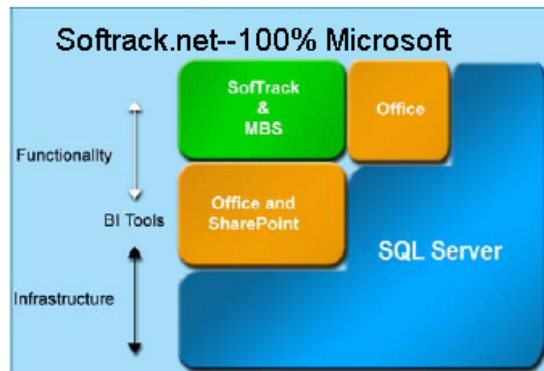 Softrack.net--100% Microsoft
SofTrack
&
MBS
Office
Functionality
Office and
SharePoint
BI Tools
SQL Server
Infrastructure